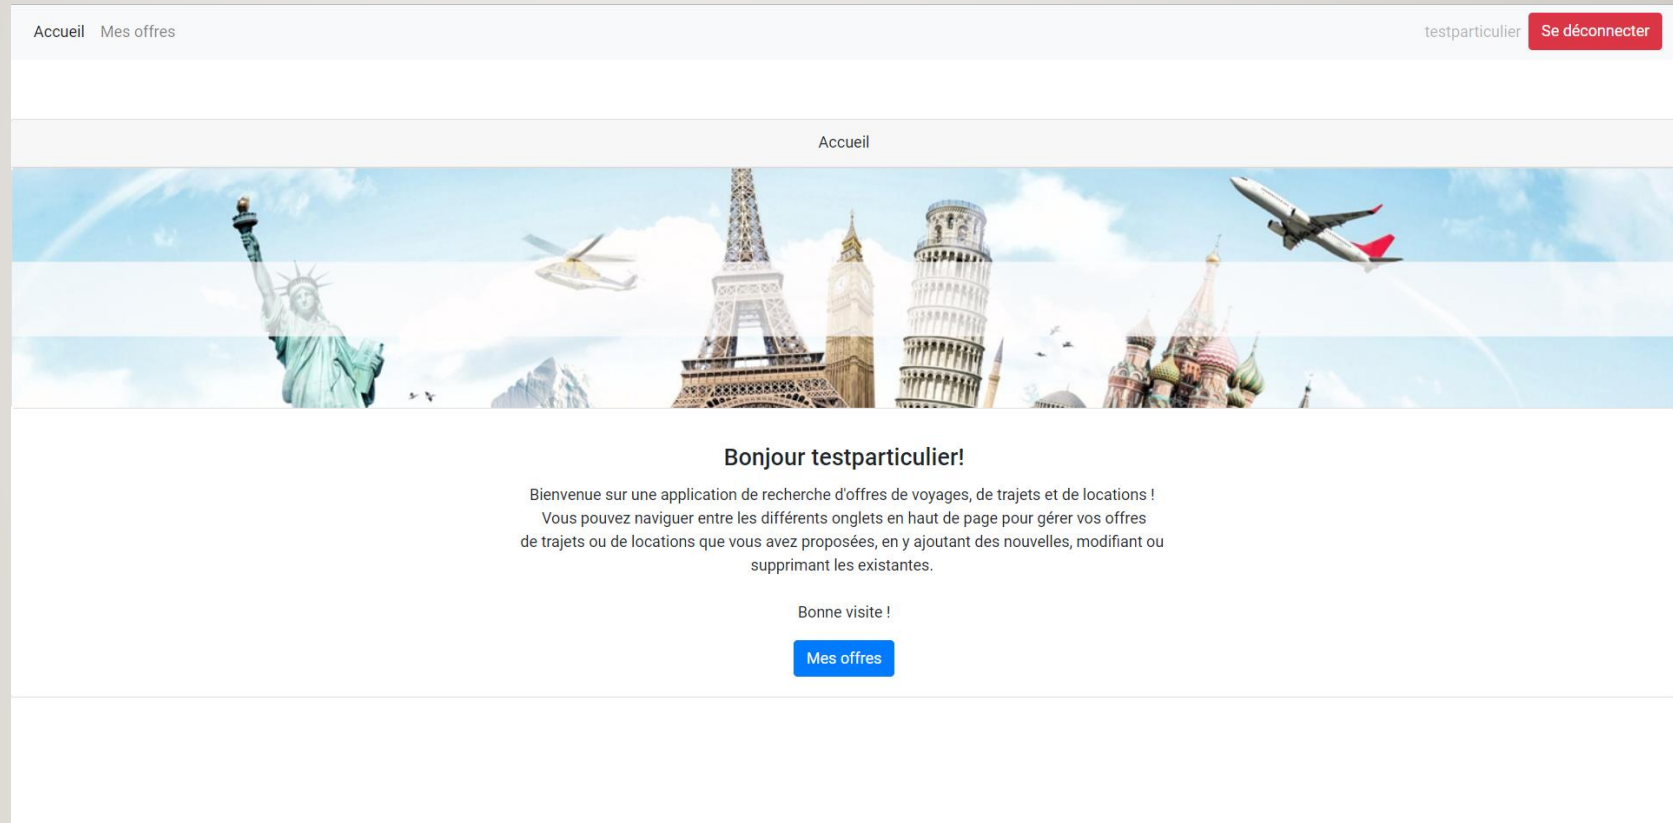 Accueil Mes offres testparticulier Se déconnecter
Accueil
Bonjour testparticulier!
Bienvenue sur une application de recherche d'offres de voyages, de trajets et de locations !
Vous pouvez naviguer entre les différents onglets en haut de page pour gérer vos offres
de trajets ou de locations que vous avez proposées, en y ajoutant des nouvelles, modifiant ou
supprimant les existantes.
Bonne visite !
Mes offres